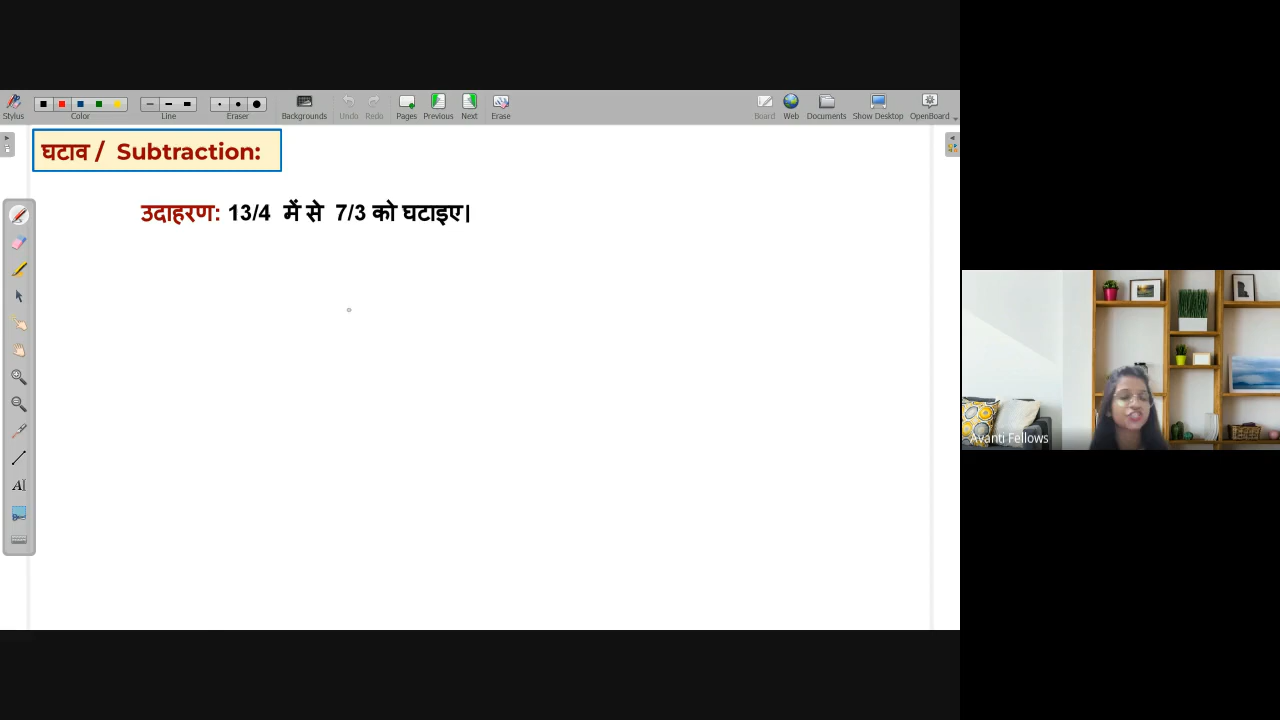 Stylus
Color
Line
Eraser
Backgrounds
Undo
Redo
Pages
Previous
Next
Erase
Board
Web
Documents
Show Desktop
OpenBoard
घटाव / Subtraction:
उदाहरण: 13/4 में से 7/3 को घटाइए।
Avanti Fellows